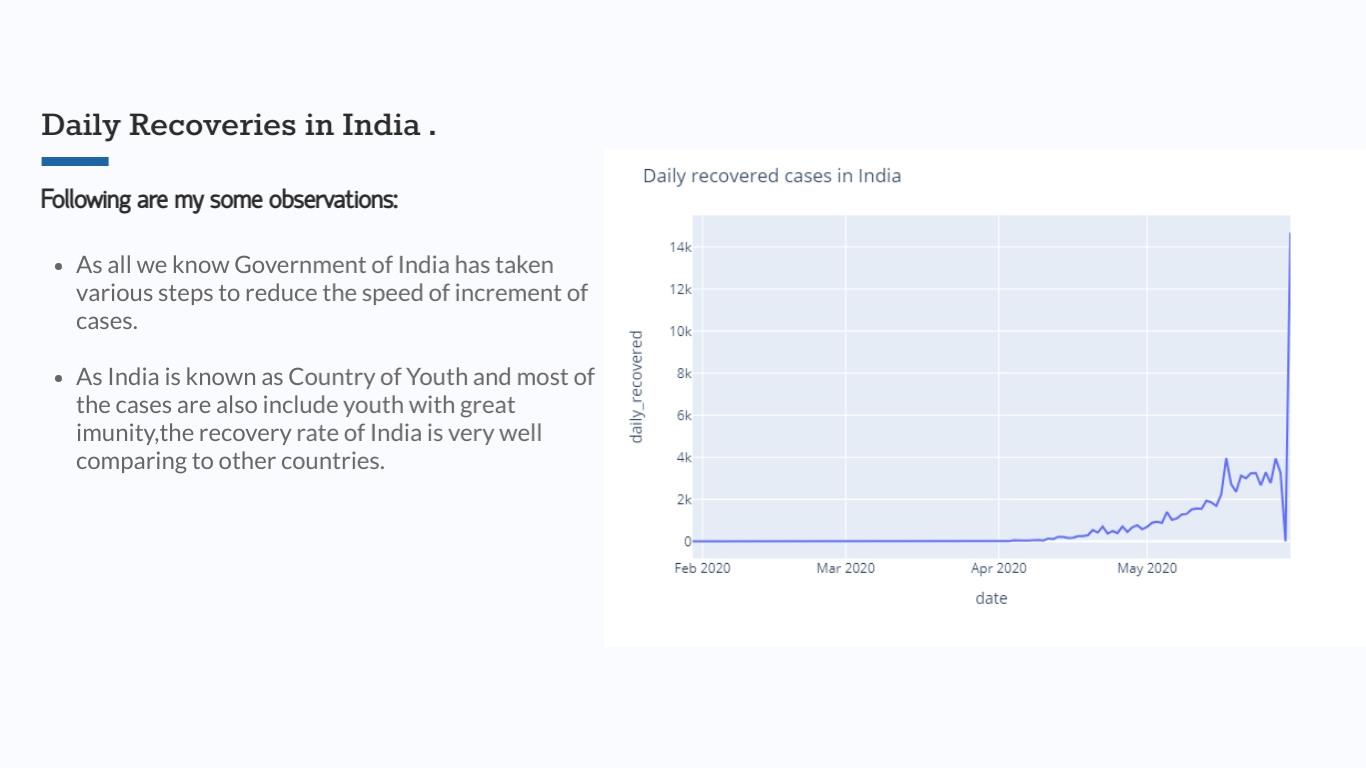 Daily Recoveries in India .
Following are my some observations:
• As all we know Government of India has taken
various steps to reduce the speed of increment of
cases.
• As India is known as Country of Youth and most of
the cases are also include youth with great
imunity,the recovery rate of India is very well
comparing to other countries.
Daily recovered cases in India
daily_recovered
14k
12k
10k
8k
6k
4k
2k
0
Feb 2020 Mar 2020 Apr 2020 May 2020
date